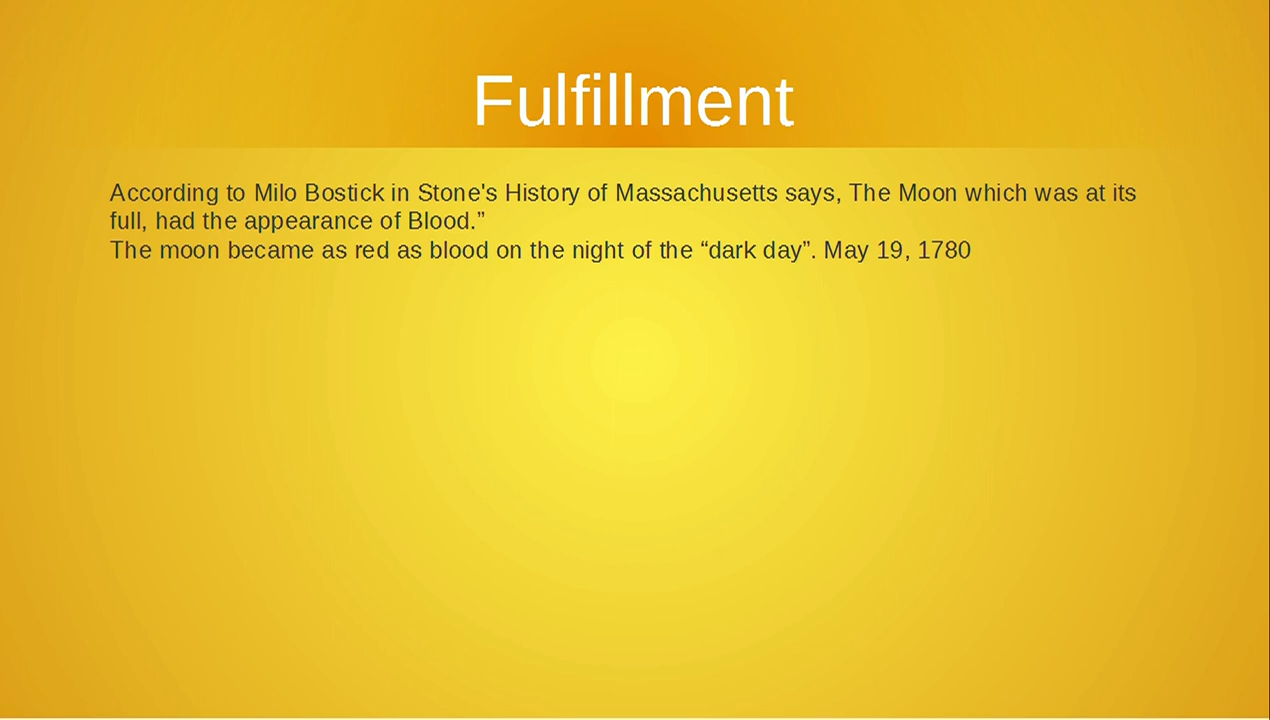 Fulfillment
According to Milo Bostick in Stone's History of Massachusetts says, The Moon which was at its
full, had the appearance of Blood.”
The moon became as red as blood on the night of the “dark day”. May 19, 1780